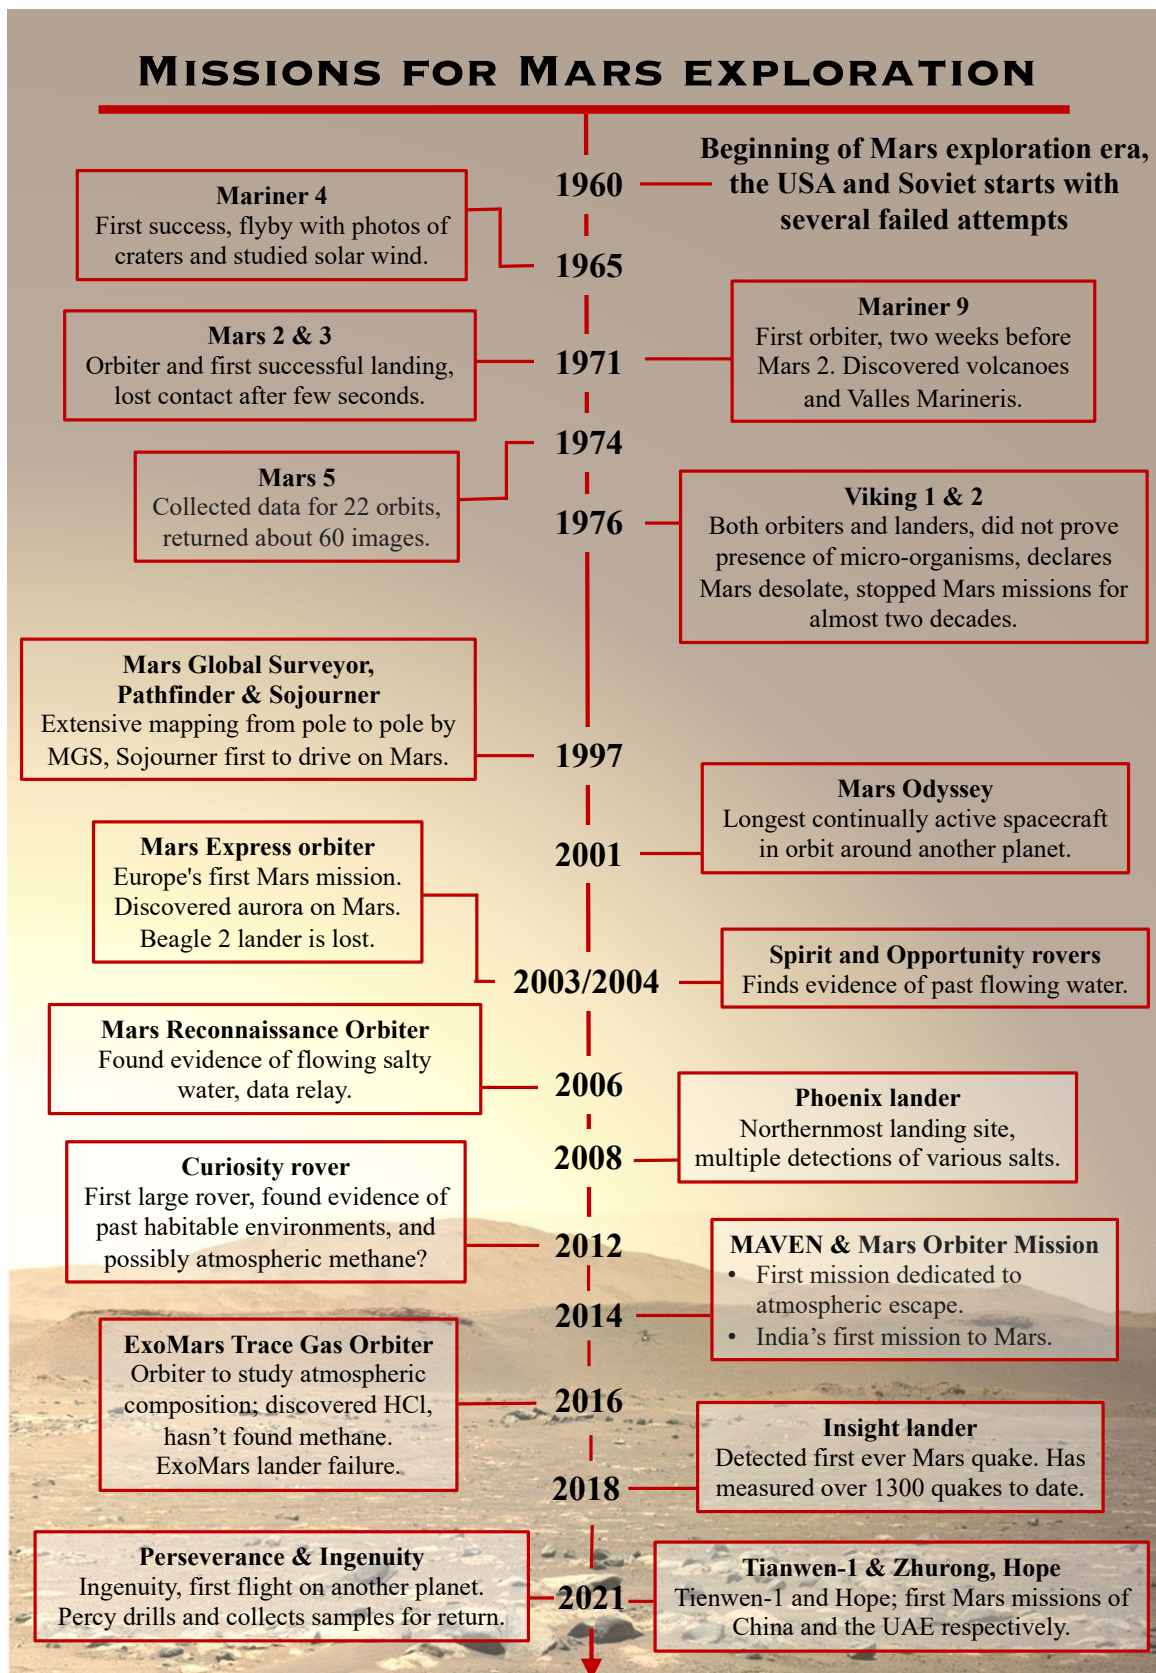 MISSIONS FOR MARS EXPLORATION
1960
Beginning of Mars exploration era,
the USA and Soviet starts with
several failed attempts
Mariner 4
First success, flyby with photos of
craters and studied solar wind.
1965
Mars 2 & 3
Orbiter and first successful landing,
lost contact after few seconds.
1971
Mariner 9
First orbiter, two weeks before
Mars 2. Discovered volcanoes
and Valles Marineris.
1974
Mars 5
Collected data for 22 orbits,
returned about 60 images.
1976
Viking 1 & 2
Both orbiters and landers, did not prove
presence of micro-organisms, declares
Mars desolate, stopped Mars missions for
almost two decades.
Mars Global Surveyor,
Pathfinder & Sojourner
Extensive mapping from pole to pole by
MGS, Sojourner first to drive on Mars.
1997
Mars Odyssey
Longest continually active spacecraft
in orbit around another planet.
2001
Mars Express orbiter
Europe's first Mars mission.
Discovered aurora on Mars.
Beagle 2 lander is lost.
2003/2004
Spirit and Opportunity rovers
Finds evidence of past flowing water.
Mars Reconnaissance Orbiter
Found evidence of flowing salty
water, data relay.
2006
Phoenix lander
Northernmost landing site,
multiple detections of various salts.
2008
Curiosity rover
First large rover, found evidence of
past habitable environments, and
possibly atmospheric methane?
2012
MAVEN & Mars Orbiter Mission
• First mission dedicated to
atmospheric escape.
• India’s first mission to Mars.
2014
ExoMars Trace Gas Orbiter
Orbiter to study atmospheric
composition; discovered HCl,
hasn’t found methane.
ExoMars lander failure.
2016
Insight lander
Detected first ever Mars quake. Has
measured over 1300 quakes to date.
2018
Perseverance & Ingenuity
Ingenuity, first flight on another planet.
Percy drills and collects samples for return.
2021
Tianwen-1 & Zhurong, Hope
Tienwen-1 and Hope; first Mars missions of
China and the UAE respectively.